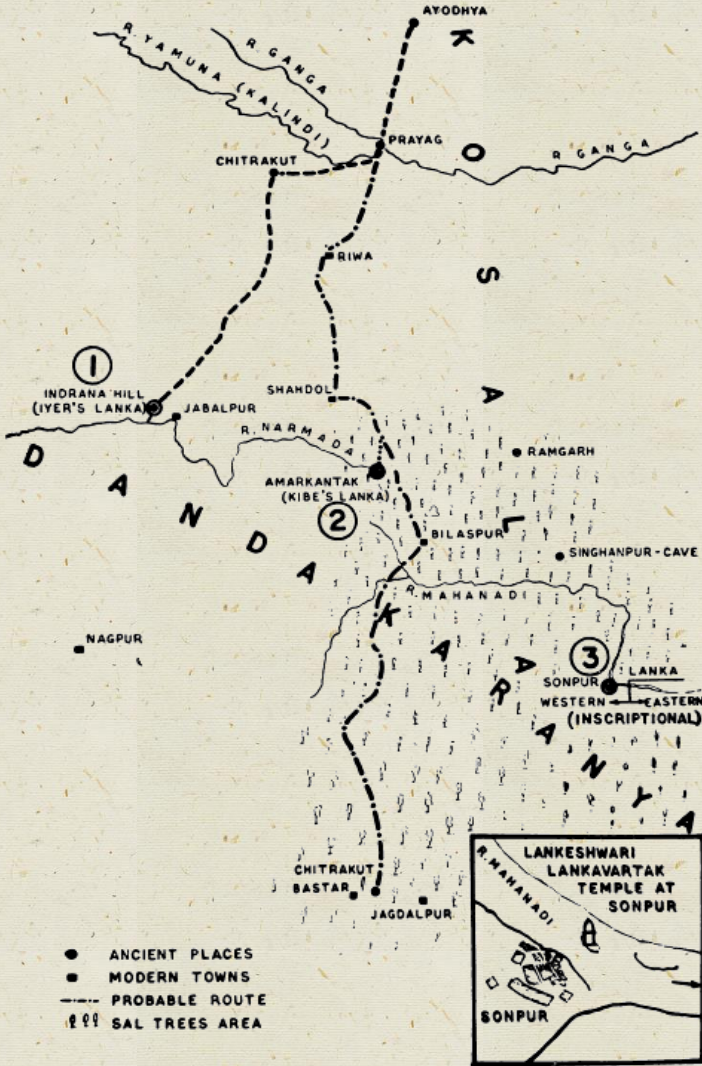 AYODHYA
R. GANGA
R. YAMUNA (KALINDI)
PRAYAG
R GANGA
CHITRAKUT
KOSALA
RIWA
1
INDRANA HILL
(IYER'S LANKA)
JABALPUR
SHAHDOL
R. NARMADA
RAMGARH
AMARKANTAK
(KIBE'S LANKA)
2
DANDAKARANYA
BILASPUR
SINGHANPUR-CAVE
R. MAHANADI
NAGPUR
3
SONPUR
LANKA
WESTERN EASTERN
(INSCRIPTIONAL)
CHITRAKUT
BASTAR
JAGDALPUR
ANCIENT PLACES
MODERN TOWNS
PROBABLE ROUTE
SAL TREES AREA
LANKESHWARI
LANKAVARTAK
TEMPLE AT
SONPUR
R. MAHANADI
SONPUR